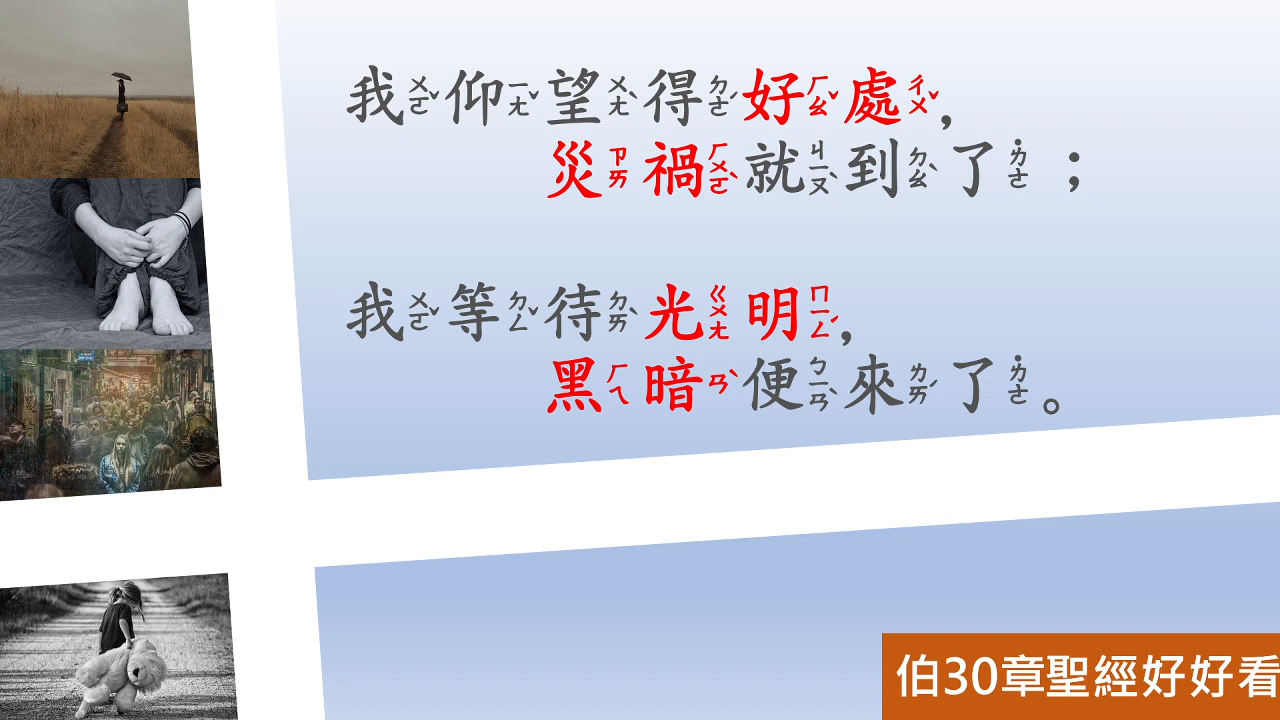 我仰望得好處,
災禍就到了；
我等待光明,
黑暗便來了。
伯30章聖經好好看